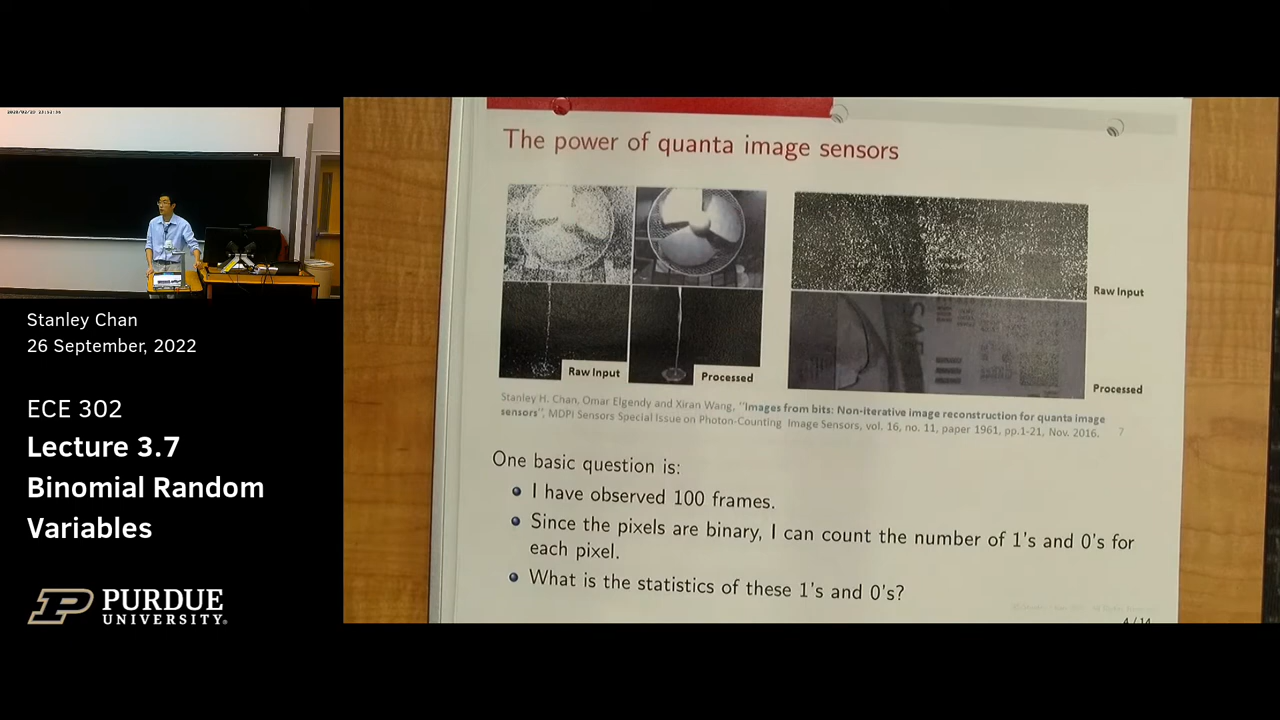 Stanley Chan
26 September, 2022
ECE 302
Lecture 3.7
Binomial Random
Variables
PURDUE
UNIVERSITY
The power of quanta image sensors
Raw Input
Processed
Raw Input
Processed
Stanley H. Chan, Omar Elgendy and Xiran Wang, "Images from bits: Non-iterative image reconstruction for quanta image
sensors", MDPI Sensors Special Issue on Photon-Counting Image Sensors, vol. 16, no. 11, paper 1961, pp.1-21, Nov. 2016.
7
One basic question is:
I have observed 100 frames.
Since the pixels are binary, I can count the number of 1's and 0's for
each pixel.
What is the statistics of these 1's and 0's?
4 / 14